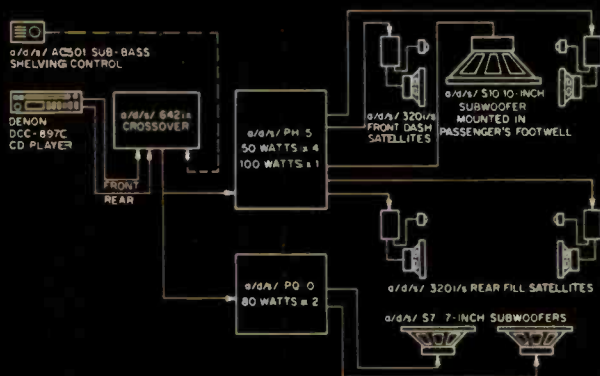 a/d/s/ AC501 SUB-BASS
SHELVING CONTROL
DENON
DCC-897C
CD PLAYER
FRONT
REAR
a/d/s/ 642is
CROSSOVER
a/d/s/ PH 5
50 WATTS x 4
100 WATTS x 1
a/d/s/ PQ 0
80 WATTS x 2
a/d/s/ 320i/s
FRONT DASH
SATELLITES
a/d/s/ S10 10-INCH
SUBWOOFER
MOUNTED IN
PASSENGER'S FOOTWELL
a/d/s/ 320i/s REAR FILL SATELLITES
a/d/s/ S7 7-INCH SUBWOOFERS